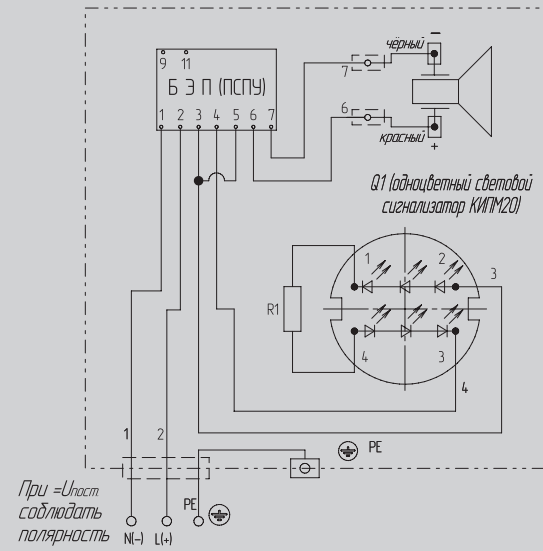 чёрный
−
9 11
Б Э П (ПСПУ)
1 2 3 4 5 6 7
7
6
красный
+
Q1 (одноцветный световой
сигнализатор КИПМ20)
1 2
3
R1
4 3
4
1 2
PE
При =Uпост.
соблюдать
полярность
PE
N(-) L(+)